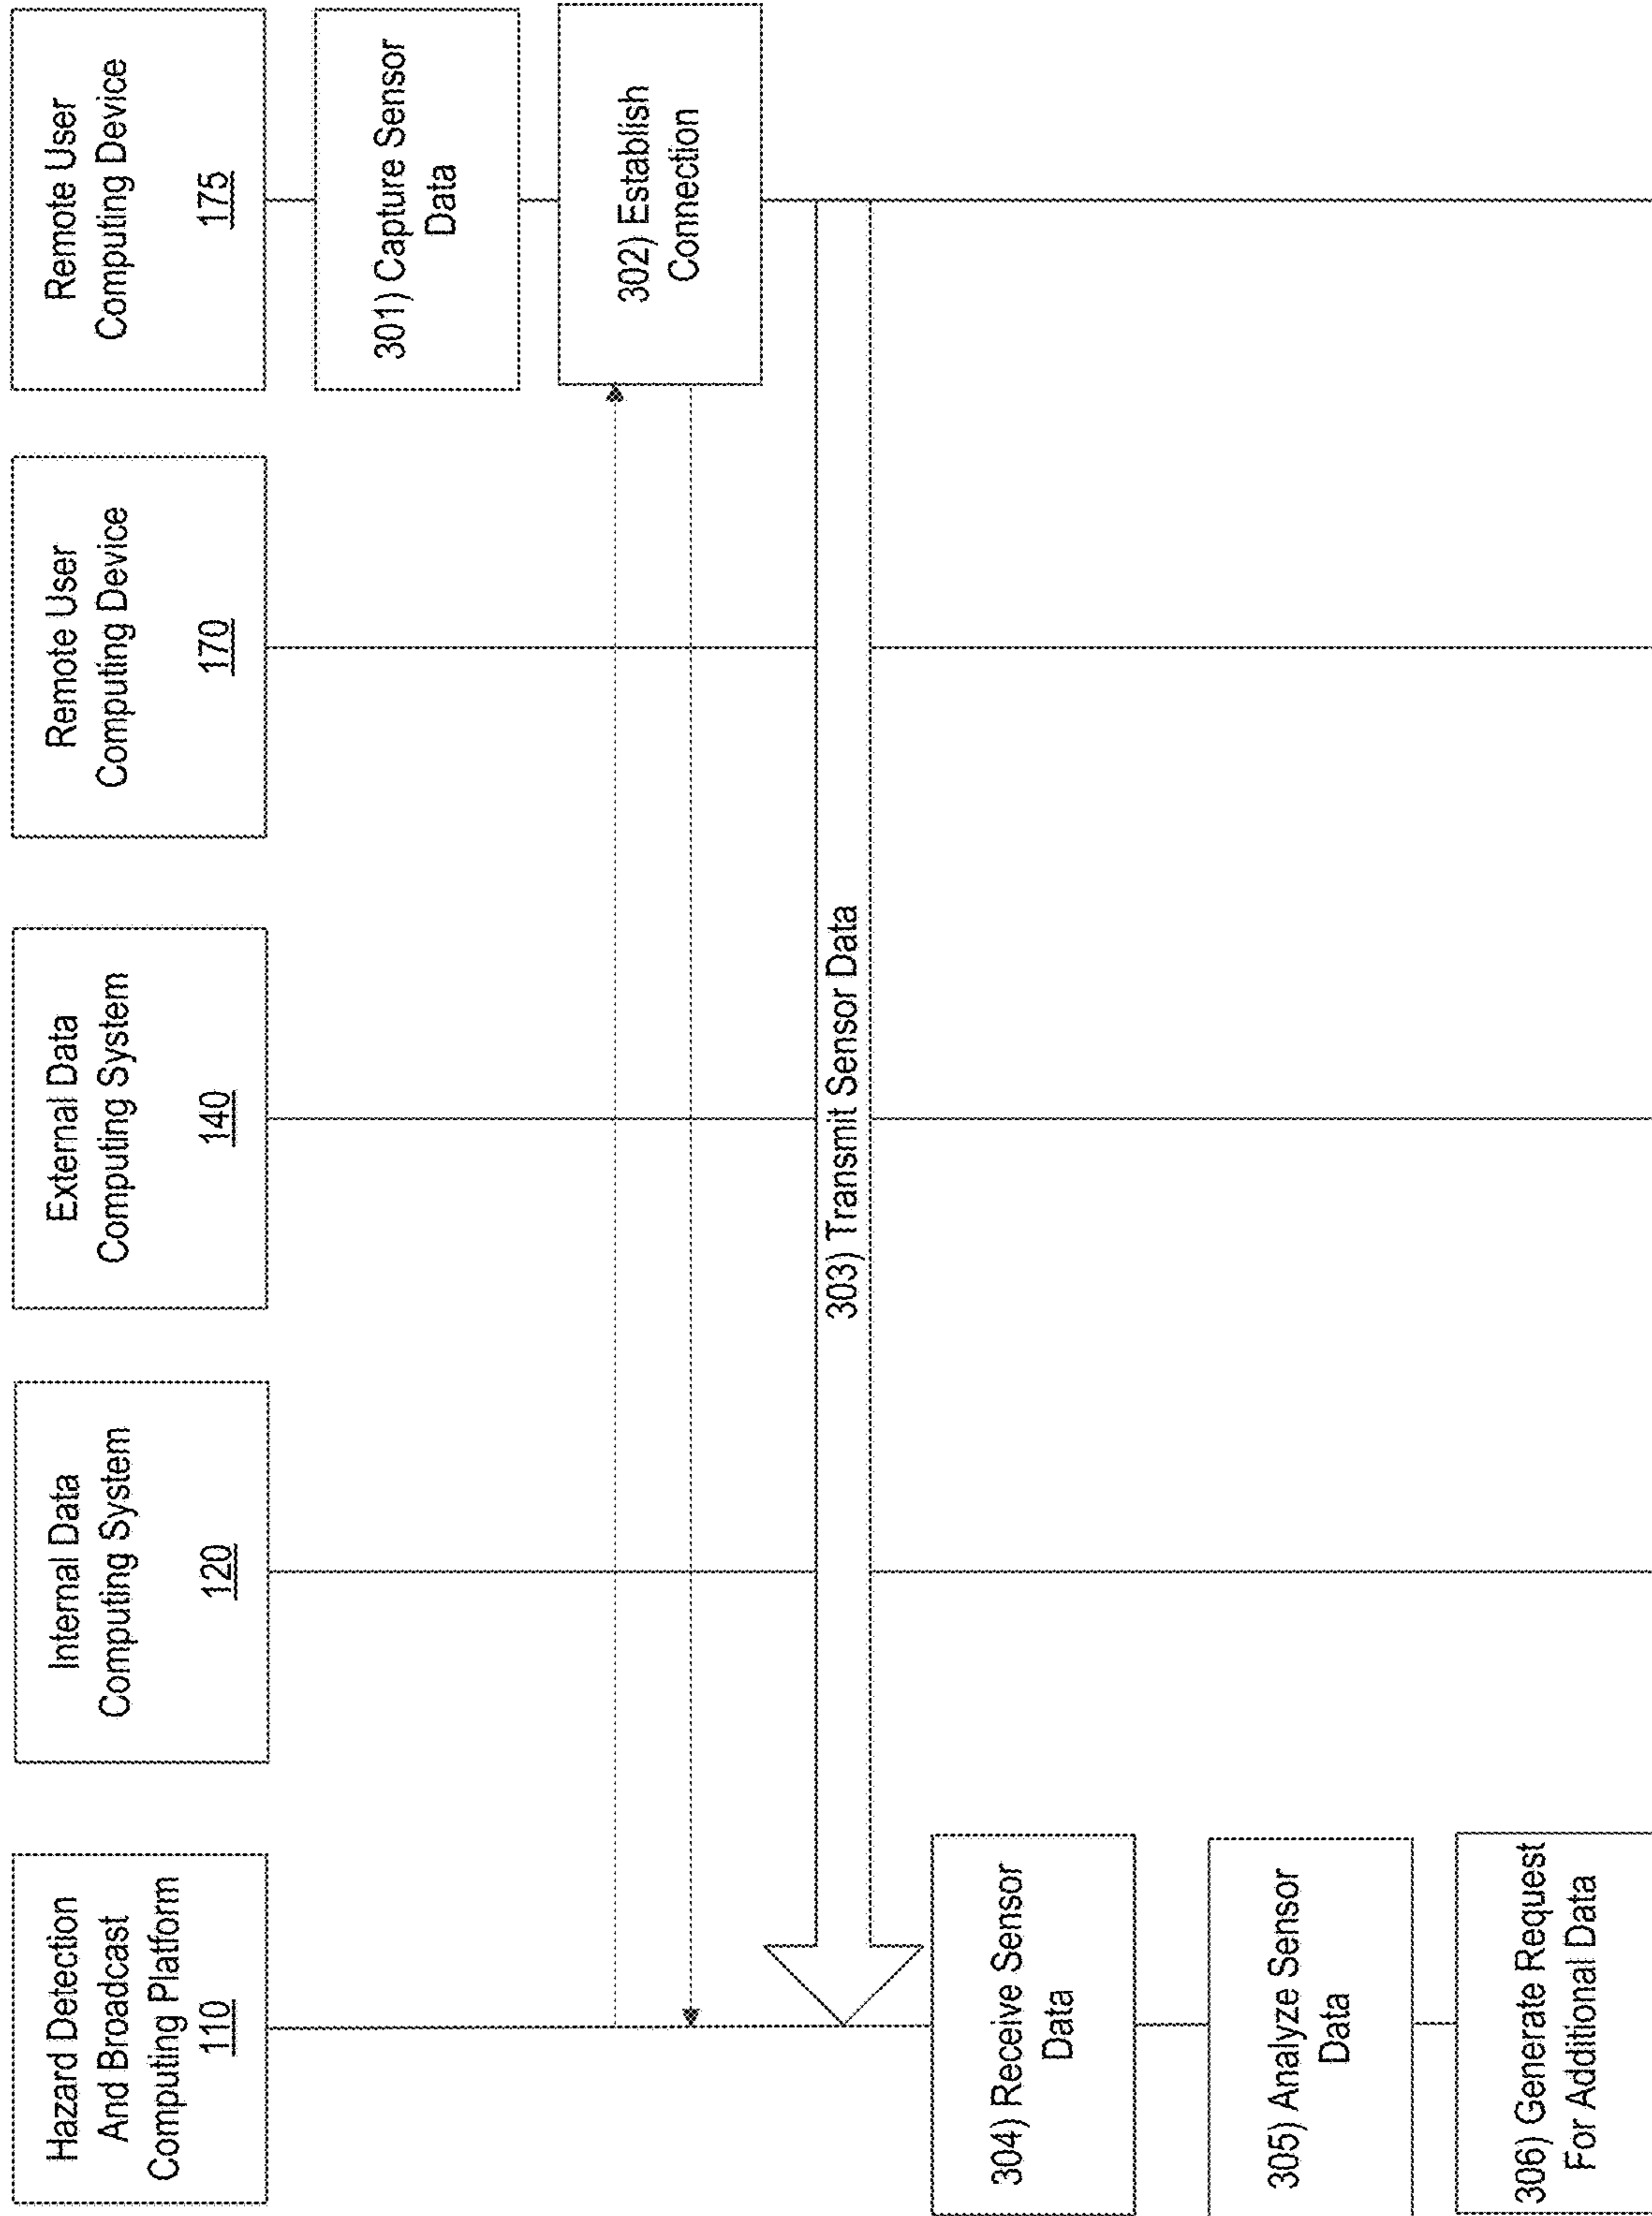 Hazard Detection
And Broadcast
Computing Platform
110
Internal Data
Computing System
120
External Data
Computing System
140
Remote User
Computing Device
170
Remote User
Computing Device
175
301) Capture Sensor
Data
302) Establish
Connection
303) Transmit Sensor Data
304) Receive Sensor
Data
305) Analyze Sensor
Data
306) Generate Request
For Additional Data